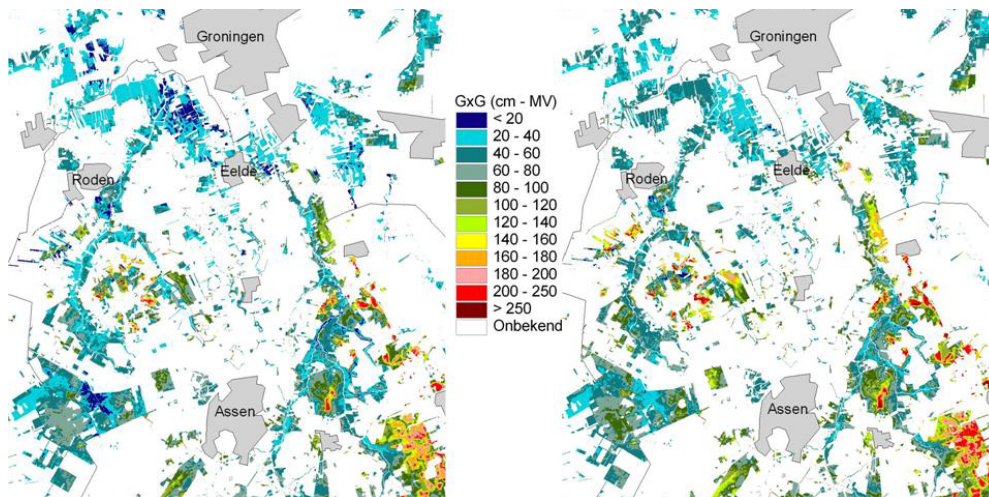 Groningen
Eelde
Roden
Assen
GxG (cm - MV)
< 20
20 - 40
40 - 60
60 - 80
80 - 100
100 - 120
120 - 140
140 - 160
160 - 180
180 - 200
200 - 250
> 250
Onbekend
Groningen
Eelde
Roden
Assen